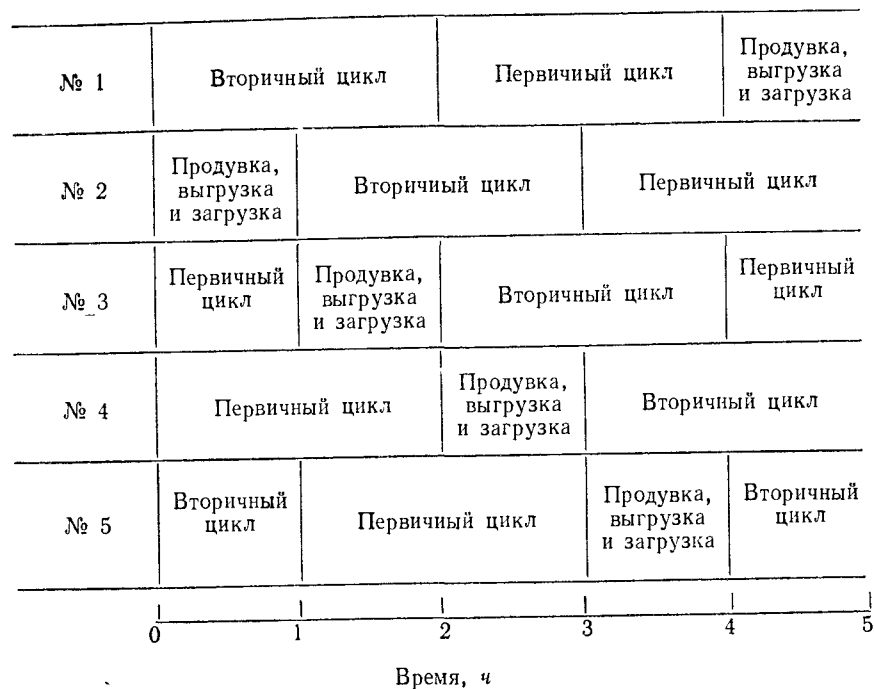 № 1
Вторичный цикл
Первичный цикл
Продувка,
выгрузка
и загрузка
№ 2
Продувка,
выгрузка
и загрузка
Вторичный цикл
Первичный цикл
№ 3
Первичный
цикл
Продувка,
выгрузка
и загрузка
Вторичный цикл
Первичный
цикл
№ 4
Первичный цикл
Продувка,
выгрузка
и загрузка
Вторичный цикл
№ 5
Вторичный
цикл
Первичный цикл
Продувка,
выгрузка
и загрузка
Вторичный
цикл
0 1 2 3 4 5
Время, ч